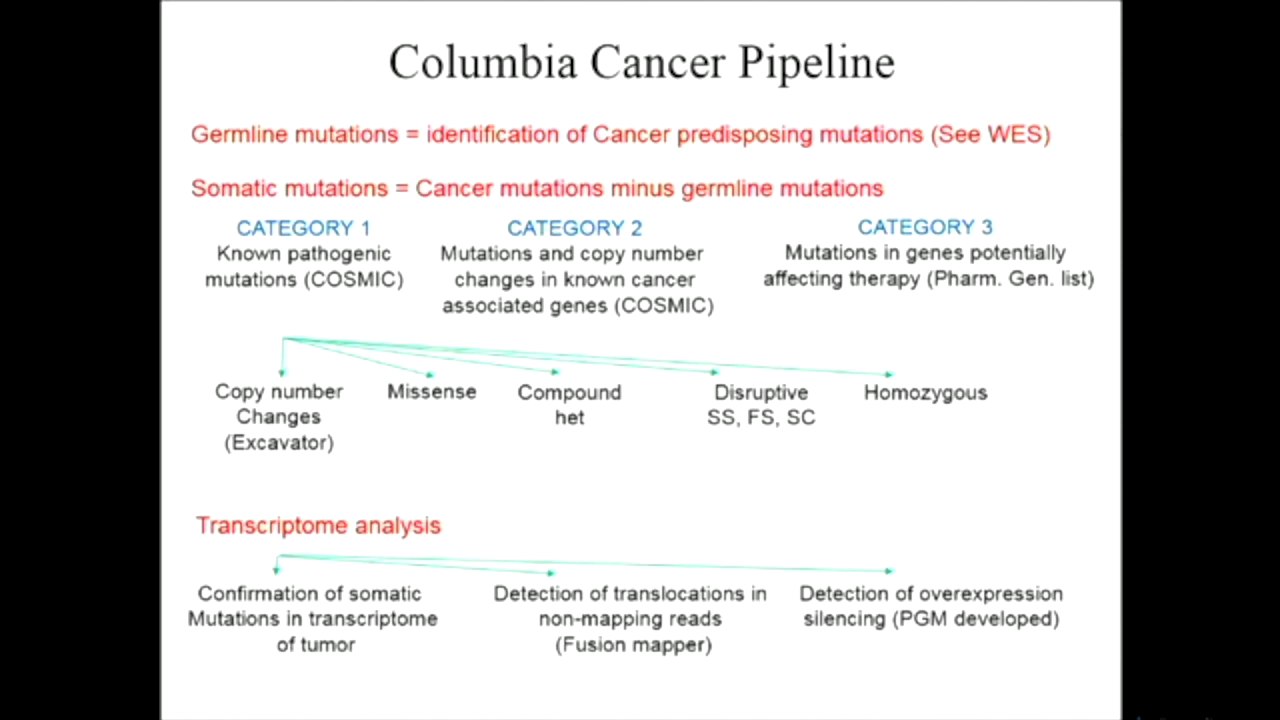 Columbia Cancer Pipeline
Germline mutations = identification of Cancer predisposing mutations (See WES)
Somatic mutations = Cancer mutations minus germline mutations
CATEGORY 1
Known pathogenic
mutations (COSMIC)
CATEGORY 2
Mutations and copy number
changes in known cancer
associated genes (COSMIC)
CATEGORY 3
Mutations in genes potentially
affecting therapy (Pharm. Gen. list)
Copy number
Changes
(Excavator)
Missense
Compound
het
Disruptive
SS, FS, SC
Homozygous
Transcriptome analysis
Confirmation of somatic
Mutations in transcriptome
of tumor
Detection of translocations in
non-mapping reads
(Fusion mapper)
Detection of overexpression
silencing (PGM developed)